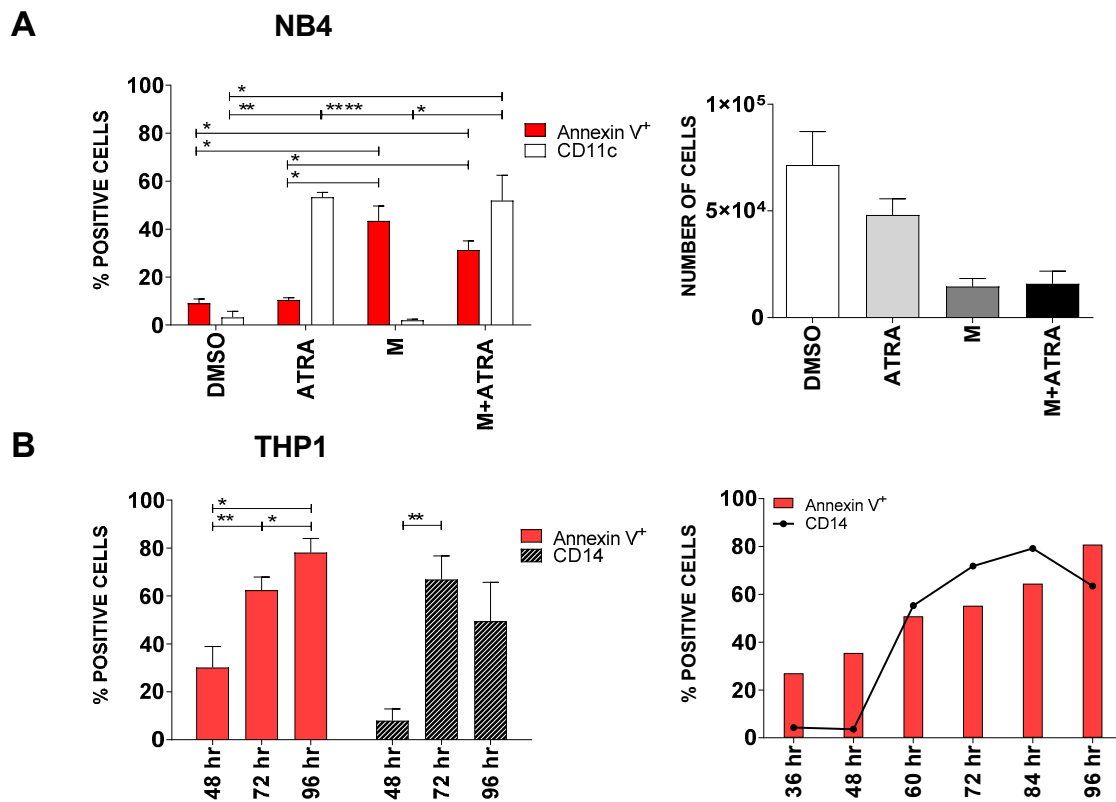 A
NB4
% POSITIVE CELLS
100
80
60
40
20
0
*
**
****
*
*
*
*
*
Annexin V+
CD11c
DMSO
ATRA
M
M+ATRA
NUMBER OF CELLS
1×10⁵
5×10⁴
0
DMSO
ATRA
M
M+ATRA
B
THP1
% POSITIVE CELLS
100
80
60
40
20
0
*
**
*
**
Annexin V+
CD14
48 hr
72 hr
96 hr
48 hr
72 hr
96 hr
% POSITIVE CELLS
100
80
60
40
20
0
Annexin V+
CD14
36 hr
48 hr
60 hr
72 hr
84 hr
96 hr